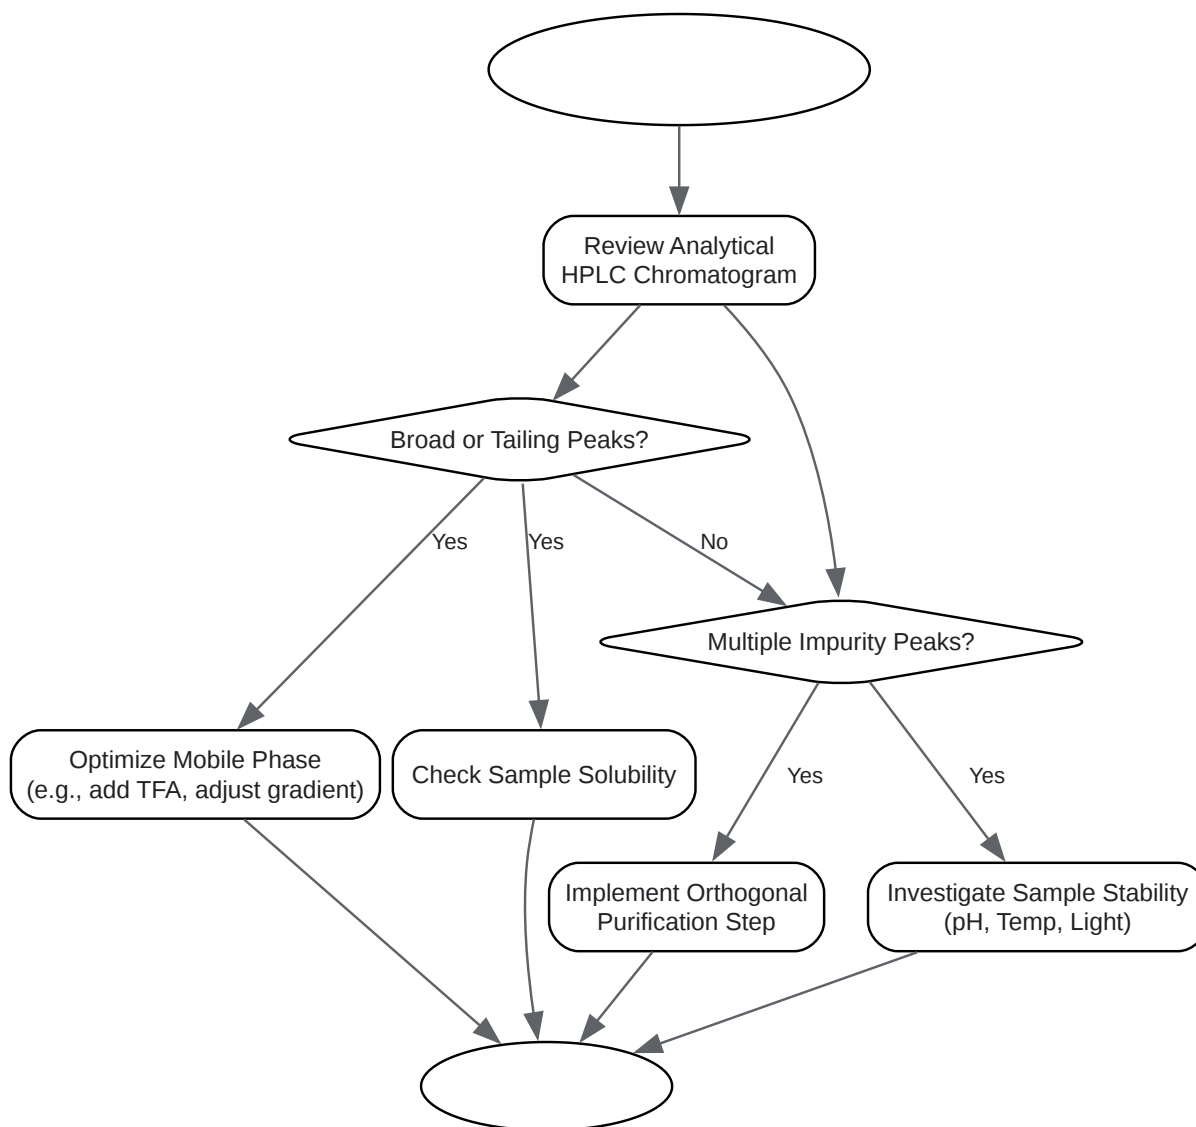 Review Analytical
HPLC Chromatogram
Broad or Tailing Peaks?
Yes
Yes
No
Multiple Impurity Peaks?
Optimize Mobile Phase
(e.g., add TFA, adjust gradient)
Check Sample Solubility
Yes
Yes
Implement Orthogonal
Purification Step
Investigate Sample Stability
(pH, Temp, Light)